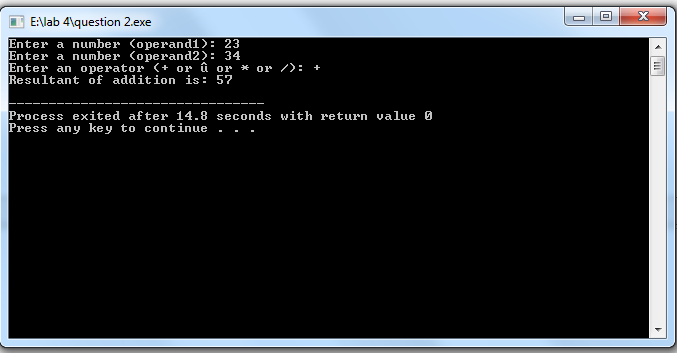 E:\lab 4\question 2.exe
Enter a number (operand1): 23
Enter a number (operand2): 34
Enter an operator (+ or û or * or /): +
Resultant of addition is: 57
--------------------------------
Process exited after 14.8 seconds with return value 0
Press any key to continue . . .